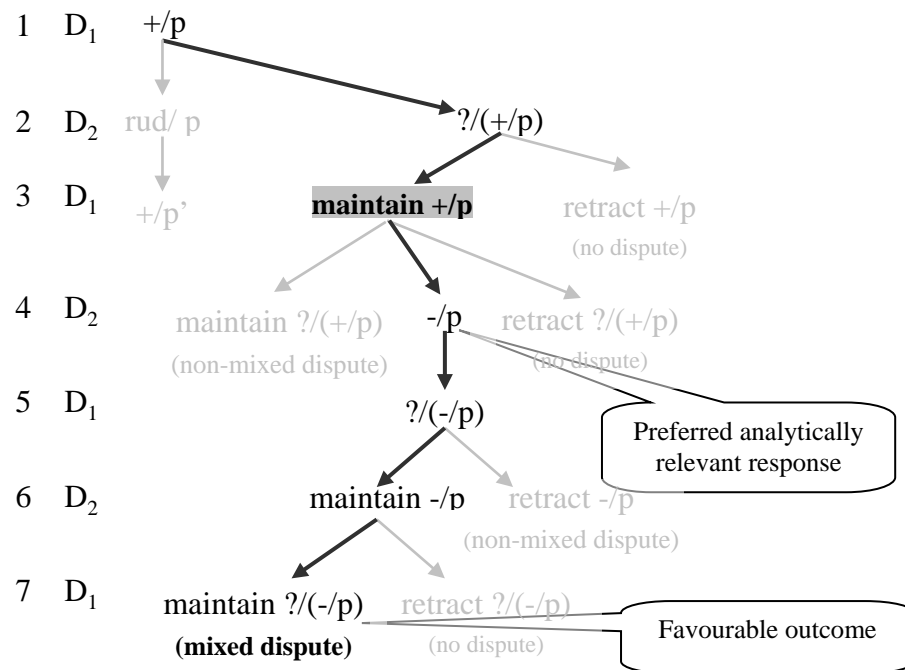 1 D₁ +/p
2 D₂ rud/ p ?/(+/p)
3 D₁ +/p’ maintain +/p retract +/p
(no dispute)
4 D₂ maintain ?/(+/p) -/p retract ?/(+/p)
(non-mixed dispute) (no dispute)
5 D₁ ?/(-/p)
Preferred analytically
relevant response
6 D₂ maintain -/p retract -/p
(non-mixed dispute)
7 D₁ maintain ?/(-/p) retract ?/(-/p)
(mixed dispute) (no dispute)
Favourable outcome